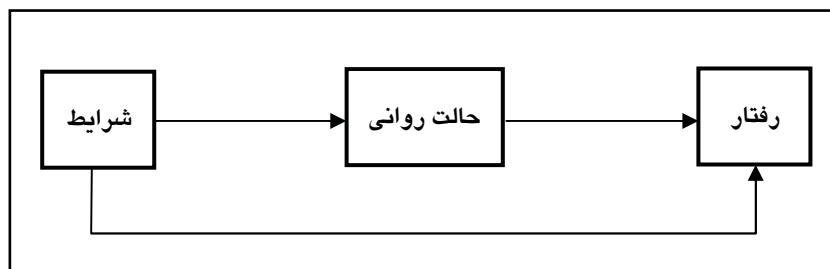 شرایط
حالت روانی
رفتار